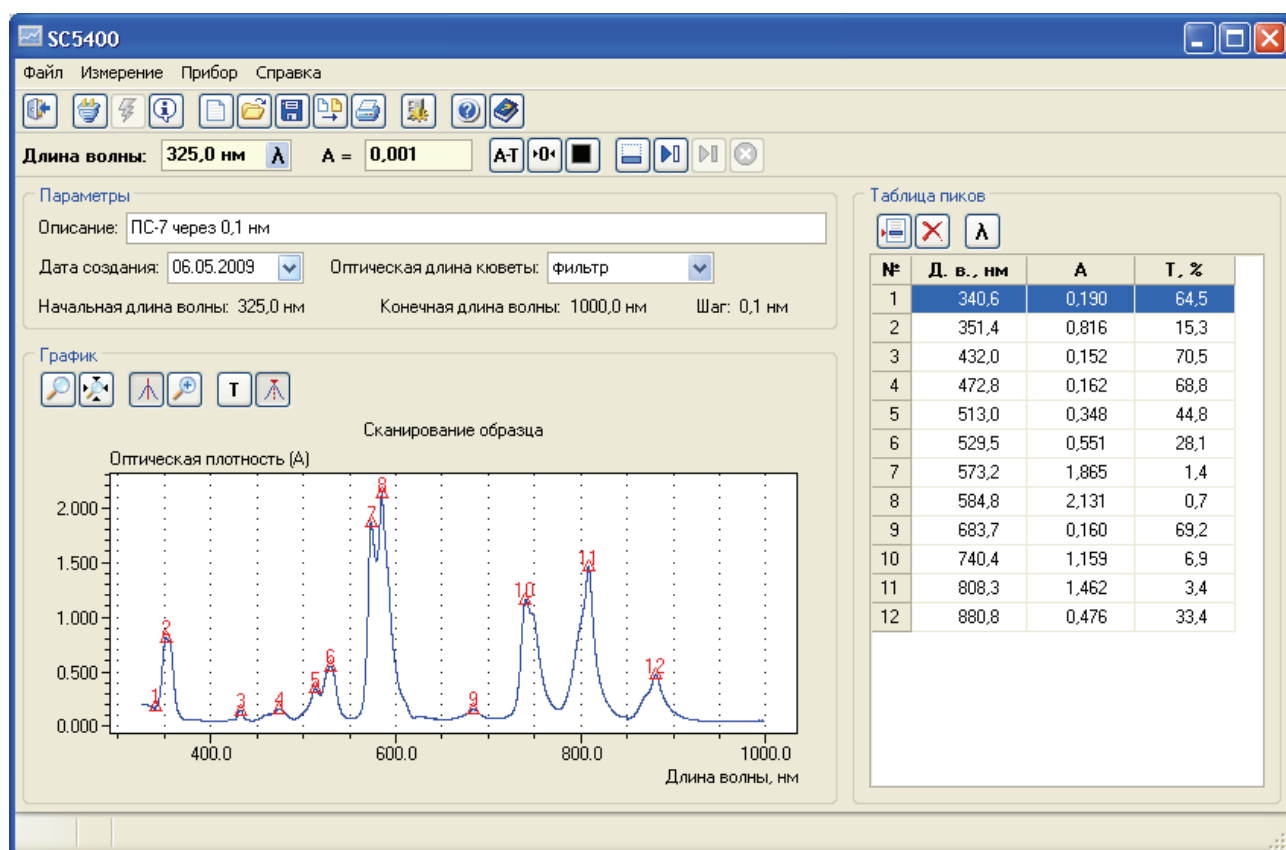 SC5400
Файл Измерение Прибор Справка
Длина волны: 325,0 нм λ A = 0,001 A-T ›0‹
Параметры
Описание: ПС-7 через 0,1 нм
Дата создания: 06.05.2009 Оптическая длина кюветы: фильтр
Начальная длина волны: 325,0 нм Конечная длина волны: 1000,0 нм Шаг: 0,1 нм
График
T
Сканирование образца
Оптическая плотность (A)
2.000
1.500
1.000
0.500
0.000
1 2 3 4 5 6 7 8 9 10 11 12
400.0 600.0 800.0 1000.0
Длина волны, нм
Таблица пиков
λ
№ Д. в., нм A T, %
1 340,6 0,190 64,5
2 351,4 0,816 15,3
3 432,0 0,152 70,5
4 472,8 0,162 68,8
5 513,0 0,348 44,8
6 529,5 0,551 28,1
7 573,2 1,865 1,4
8 584,8 2,131 0,7
9 683,7 0,160 69,2
10 740,4 1,159 6,9
11 808,3 1,462 3,4
12 880,8 0,476 33,4